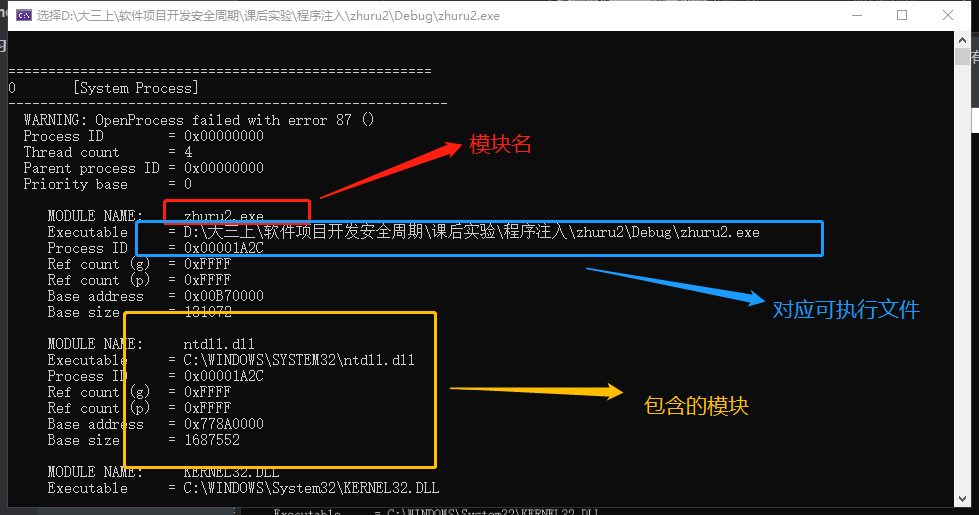 选择D:\大三上\软件项目开发安全周期\课后实验\程序注入\zhuru2\Debug\zhuru2.exe
=====================================================
0 [System Process]
-------------------------------------------------------
WARNING: OpenProcess failed with error 87 ()
Process ID = 0x00000000
Thread count = 4
Parent process ID = 0x00000000
Priority base = 0
模块名
MODULE NAME: zhuru2.exe
Executable = D:\大三上\软件项目开发安全周期\课后实验\程序注入\zhuru2\Debug\zhuru2.exe
Process ID = 0x00001A2C
Ref count (g) = 0xFFFF
Ref count (p) = 0xFFFF
Base address = 0x00B70000
Base size = 131072
对应可执行文件
MODULE NAME: ntdll.dll
Executable = C:\WINDOWS\SYSTEM32\ntdll.dll
Process ID = 0x00001A2C
Ref count (g) = 0xFFFF
Ref count (p) = 0xFFFF
Base address = 0x778A0000
Base size = 1687552
包含的模块
MODULE NAME: KERNEL32.DLL
Executable = C:\WINDOWS\System32\KERNEL32.DLL
Executable = C:\WINDOWS\System32\KERNEL32.DLL